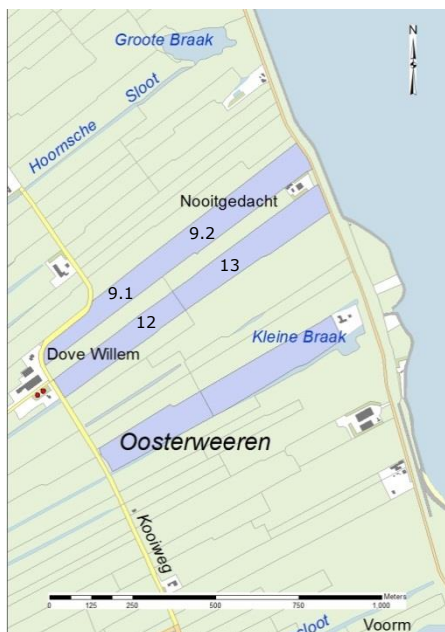 Groote Braak
N
Hoornsche Sloot
Nooitgedacht
9.2
13
9.1
12
Kleine Braak
Dove Willem
Oosterweeren
Kooiweg
Meters
0 125 250 500 750 1,000
Sloot
Voorm